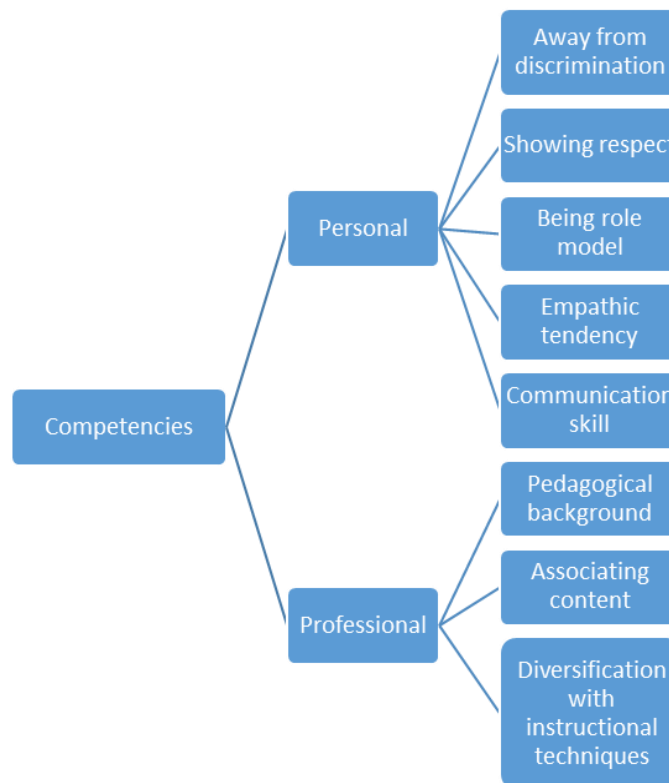 Away from
discrimination
Showing respect
Personal
Being role
model
Empathic
tendency
Communication
skill
Competencies
Pedagogical
background
Associating
content
Professional
Diversification
with
instructional
techniques